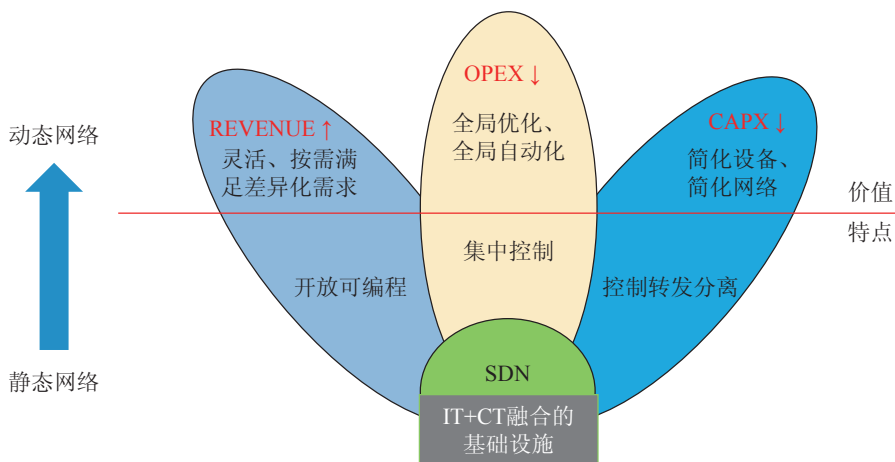 OPEX ↓
全局优化、
全局自动化
REVENUE ↑
灵活、按需满
足差异化需求
CAPX ↓
简化设备、
简化网络
动态网络
价值
特点
集中控制
开放可编程
控制转发分离
静态网络
SDN
IT+CT融合的
基础设施